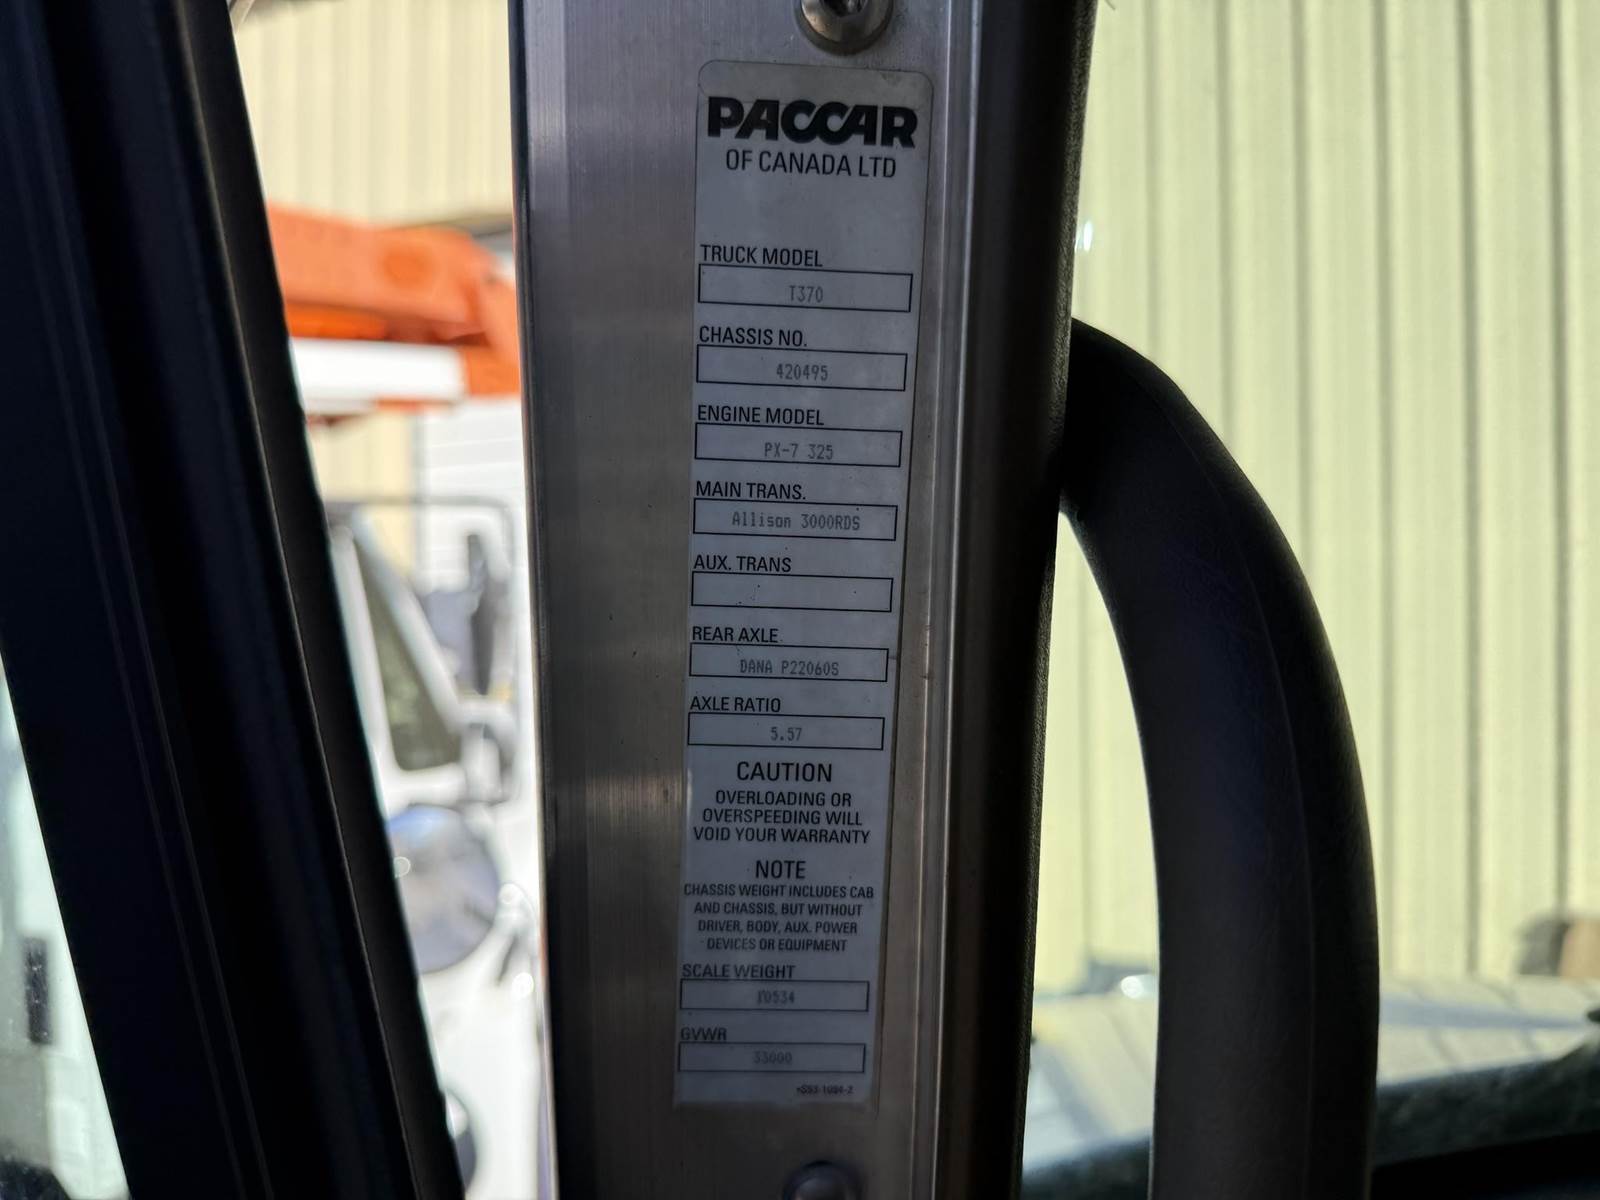 PACCAR
OF CANADA LTD
TRUCK MODEL
T370
CHASSIS NO.
420495
ENGINE MODEL
PX-7 325
MAIN TRANS.
Allison 3000RDS
AUX. TRANS
REAR AXLE
DANA P22060S
AXLE RATIO
5.57
CAUTION
OVERLOADING OR
OVERSPEEDING WILL
VOID YOUR WARRANTY
NOTE
CHASSIS WEIGHT INCLUDES CAB
AND CHASSIS, BUT WITHOUT
DRIVER, BODY, AUX. POWER
DEVICES OR EQUIPMENT
SCALE WEIGHT
10534
GVWR
33000